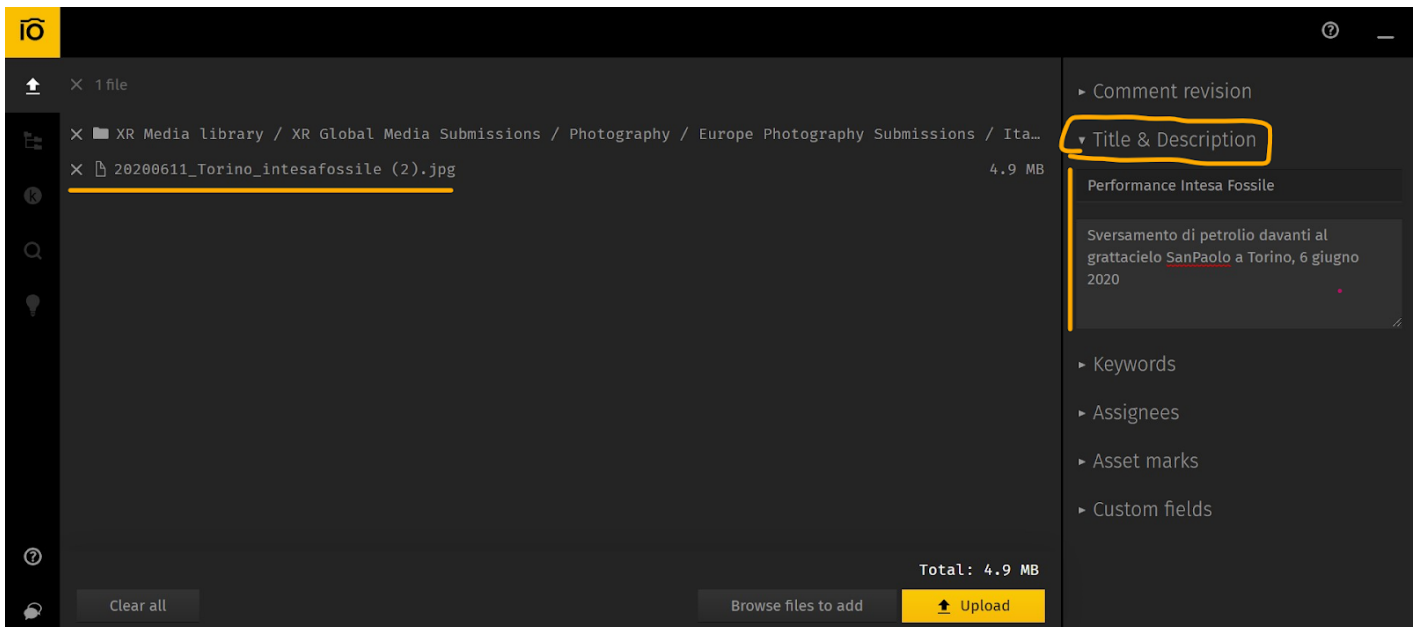 1 file
XR Media library / XR Global Media Submissions / Photography / Europe Photography Submissions / Ita…
20200611_Torino_intesafossile (2).jpg 4.9 MB
Total: 4.9 MB
Clear all
Browse files to add
Upload
Comment revision
Title & Description
Performance Intesa Fossile
Sversamento di petrolio davanti al
grattacielo SanPaolo a Torino, 6 giugno
2020
Keywords
Assignees
Asset marks
Custom fields